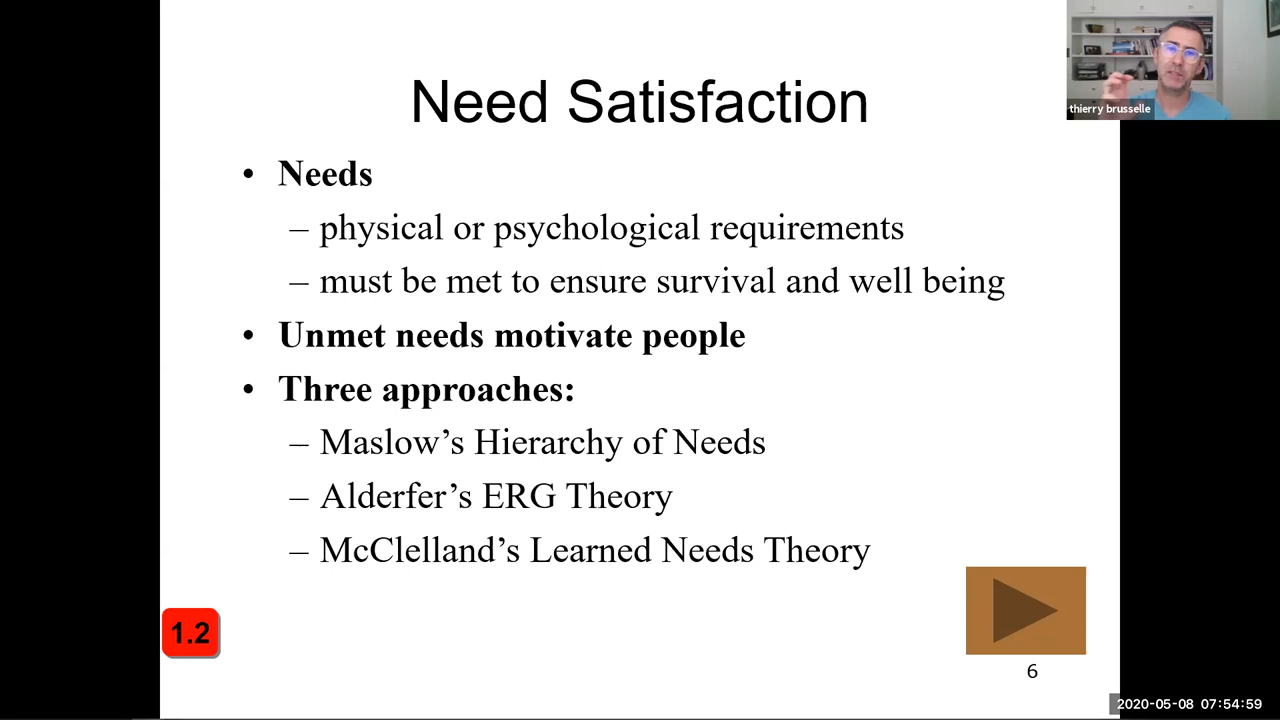 Need Satisfaction
thierry brusselle
• Needs
– physical or psychological requirements
– must be met to ensure survival and well being
• Unmet needs motivate people
• Three approaches:
– Maslow’s Hierarchy of Needs
– Alderfer’s ERG Theory
– McClelland’s Learned Needs Theory
1.2
6
2020-05-08 07:54:59